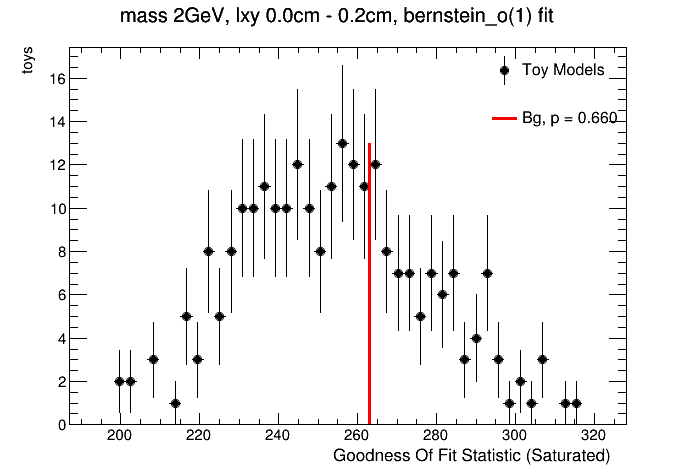 mass 2GeV, lxy 0.0cm - 0.2cm, bernstein_o(1) fit
toys
Toy Models
Bg, p = 0.660
16
14
12
10
8
6
4
2
0
200 220 240 260 280 300 320
Goodness Of Fit Statistic (Saturated)